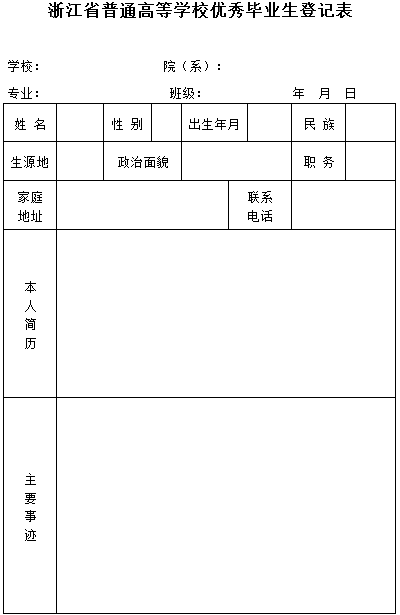 浙江省普通高等学校优秀毕业生登记表
学校： 院（系）：
专业： 班级： 年 月 日
姓 名 性 别 出生年月 民 族
生源地 政治面貌 职 务
家庭 联系
地址 电话
本
人
简
历
主
要
事
迹